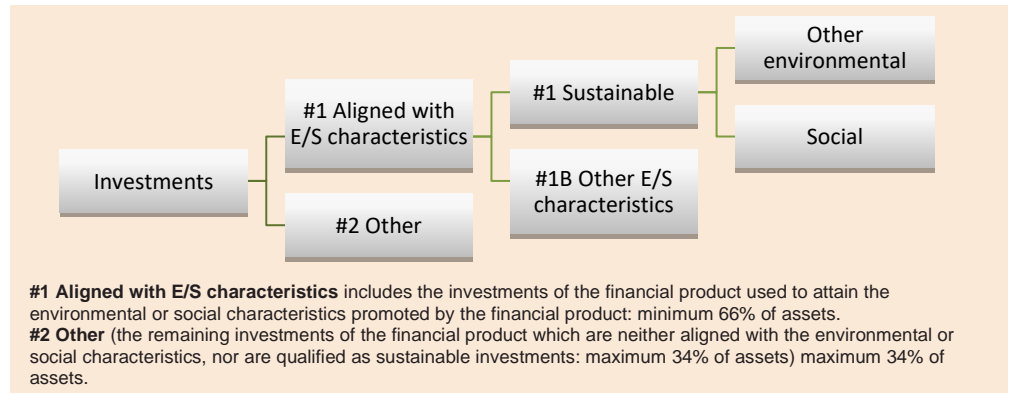 Other
environmental
#1 Sustainable
#1 Aligned with
E/S characteristics
Social
Investments
#1B Other E/S
characteristics
#2 Other
#1 Aligned with E/S characteristics includes the investments of the financial product used to attain the
environmental or social characteristics promoted by the financial product: minimum 66% of assets.
#2 Other (the remaining investments of the financial product which are neither aligned with the environmental or
social characteristics, nor are qualified as sustainable investments: maximum 34% of assets) maximum 34% of
assets.